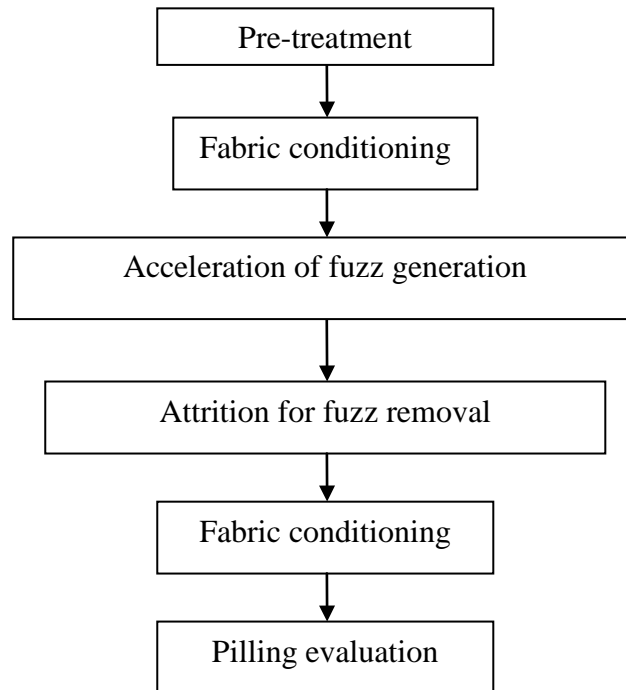 Pre-treatment
Fabric conditioning
Acceleration of fuzz generation
Attrition for fuzz removal
Fabric conditioning
Pilling evaluation